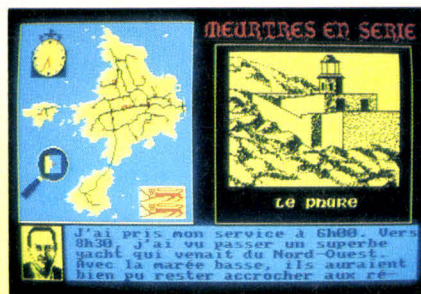 MEURTRES EN SERIE
LE PHARE
J'ai pris mon service à 6h00. Vers
8h30, j'ai vu passer un superbe
yacht qui venait du Nord-Ouest.
Avec la marée basse, ils auraient
bien pu rester accrocher aux ré-